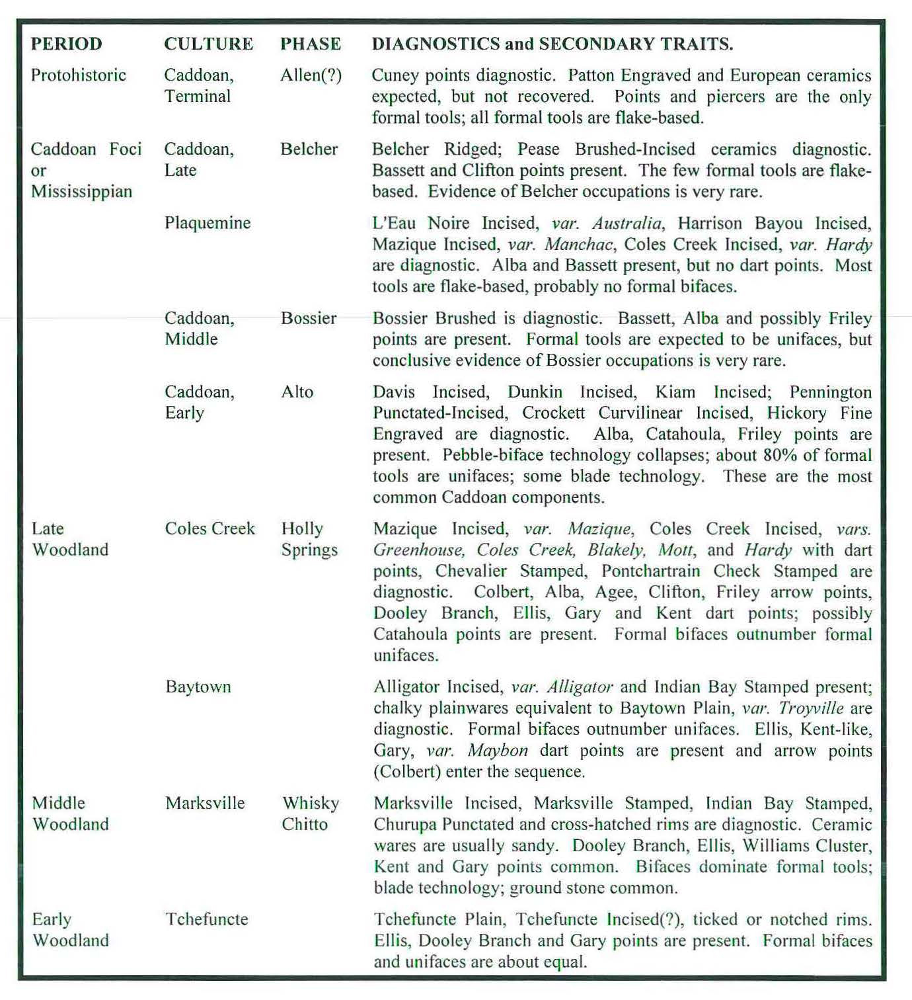 PERIOD CULTURE PHASE DIAGNOSTICS and SECONDARY TRAITS.
Protohistoric Caddoan, Allen(?) Cuney points diagnostic. Patton Engraved and European ceramics
Terminal expected, but not recovered. Points and piercers are the only
formal tools; all formal tools are flake-based.
Caddoan Foci Caddoan, Belcher Belcher Ridged; Pease Brushed-Incised ceramics diagnostic.
or Late Bassett and Clifton points present. The few formal tools are flake-
Mississippian based. Evidence of Belcher occupations is very rare.
Plaquemine L'Eau Noire Incised, var. Australia, Harrison Bayou Incised,
Mazique Incised, var. Manchac, Coles Creek Incised, var. Hardy
are diagnostic. Alba and Bassett present, but no dart points. Most
tools are flake-based, probably no formal bifaces.
Caddoan, Bossier Bossier Brushed is diagnostic. Bassett, Alba and possibly Friley
Middle points are present. Formal tools are expected to be unifaces, but
conclusive evidence of Bossier occupations is very rare.
Caddoan, Alto Davis Incised, Dunkin Incised, Kiam Incised; Pennington
Early Punctated-Incised, Crockett Curvilinear Incised, Hickory Fine
Engraved are diagnostic. Alba, Catahoula, Friley points are
present. Pebble-biface technology collapses; about 80% of formal
tools are unifaces; some blade technology. These are the most
common Caddoan components.
Late Coles Creek Holly Mazique Incised, var. Mazique, Coles Creek Incised, vars.
Woodland Springs Greenhouse, Coles Creek, Blakely, Mott, and Hardy with dart
points, Chevalier Stamped, Pontchartrain Check Stamped are
diagnostic. Colbert, Alba, Agee, Clifton, Friley arrow points,
Dooley Branch, Ellis, Gary and Kent dart points; possibly
Catahoula points are present. Formal bifaces outnumber formal
unifaces.
Baytown Alligator Incised, var. Alligator and Indian Bay Stamped present;
chalky plainwares equivalent to Baytown Plain, var. Troyville are
diagnostic. Formal bifaces outnumber unifaces. Ellis, Kent-like,
Gary, var. Maybon dart points are present and arrow points
(Colbert) enter the sequence.
Middle Marksville Whisky Marksville Incised, Marksville Stamped, Indian Bay Stamped,
Woodland Chitto Churupa Punctated and cross-hatched rims are diagnostic. Ceramic
wares are usually sandy. Dooley Branch, Ellis, Williams Cluster,
Kent and Gary points common. Bifaces dominate formal tools;
blade technology; ground stone common.
Early Tchefuncte Tchefuncte Plain, Tchefuncte Incised(?), ticked or notched rims.
Woodland Ellis, Dooley Branch and Gary points are present. Formal bifaces
and unifaces are about equal.